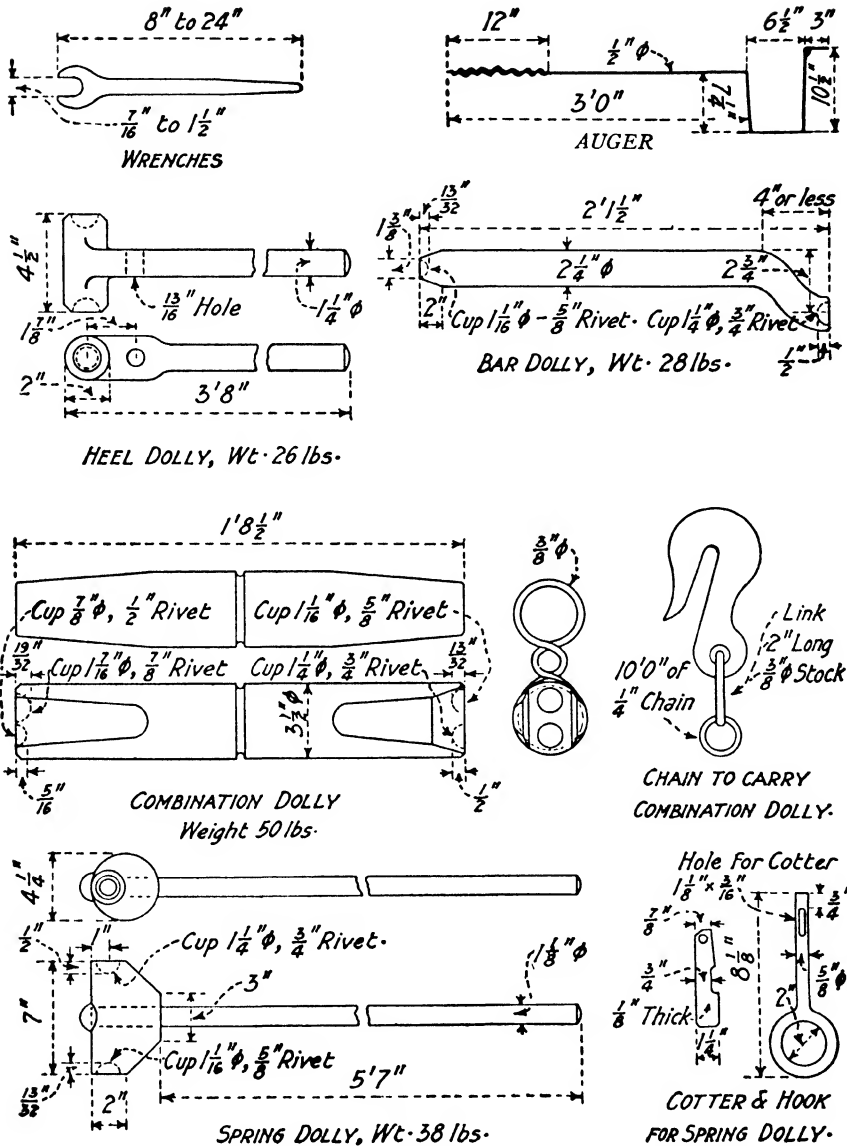 8" to 24"
7/16" to 1 1/2"
WRENCHES
12"
1/2" ϕ
6 1/2" 3"
3'0"
7 1/4"
10 1/2"
AUGER
4 1/2"
13/16" Hole
1 1/4" ϕ
1 7/8"
2"
3'8"
HEEL DOLLY, Wt. 26 lbs.
13/32"
1 3/8"
2'1 1/2"
4" or less
2 1/4" ϕ
2 3/4"
2"
Cup 1 1/16" ϕ - 5/8" Rivet. Cup 1 1/4" ϕ, 3/4" Rivet
1/2"
BAR DOLLY, Wt. 28 lbs.
1'8 1/2"
Cup 7/8" ϕ, 1/2" Rivet
Cup 1 1/16" ϕ, 5/8" Rivet
19/32"
Cup 1 7/16" ϕ, 7/8" Rivet
Cup 1 1/4" ϕ, 3/4" Rivet
13/32"
3 1/2" ϕ
5/16"
1/2"
COMBINATION DOLLY
Weight 50 lbs.
3/8" ϕ
Link
2" Long
3/8" ϕ Stock
10'0" of
1/4" Chain
CHAIN TO CARRY
COMBINATION DOLLY.
4 1/4"
1/2"
1"
Cup 1 1/4" ϕ, 3/4" Rivet.
7"
3"
1 1/8" ϕ
Cup 1 1/16" ϕ, 5/8" Rivet
13/32"
2"
5'7"
SPRING DOLLY, Wt. 38 lbs.
Hole For Cotter
1 1/8" × 3/16"
7/8"
3/4"
3/4"
8 1/8"
5/8" ϕ
1/8" Thick
2"
1 1/4"
COTTER & HOOK
FOR SPRING DOLLY.